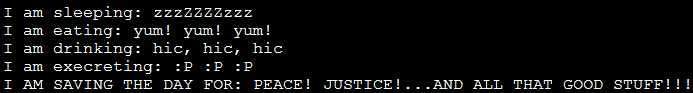 I am sleeping: zzzZZZZzzz
I am eating: yum! yum! yum!
I am drinking: hic, hic, hic
I am execreting: :P :P :P
I AM SAVING THE DAY FOR: PEACE! JUSTICE!...AND ALL THAT GOOD STUFF!!!